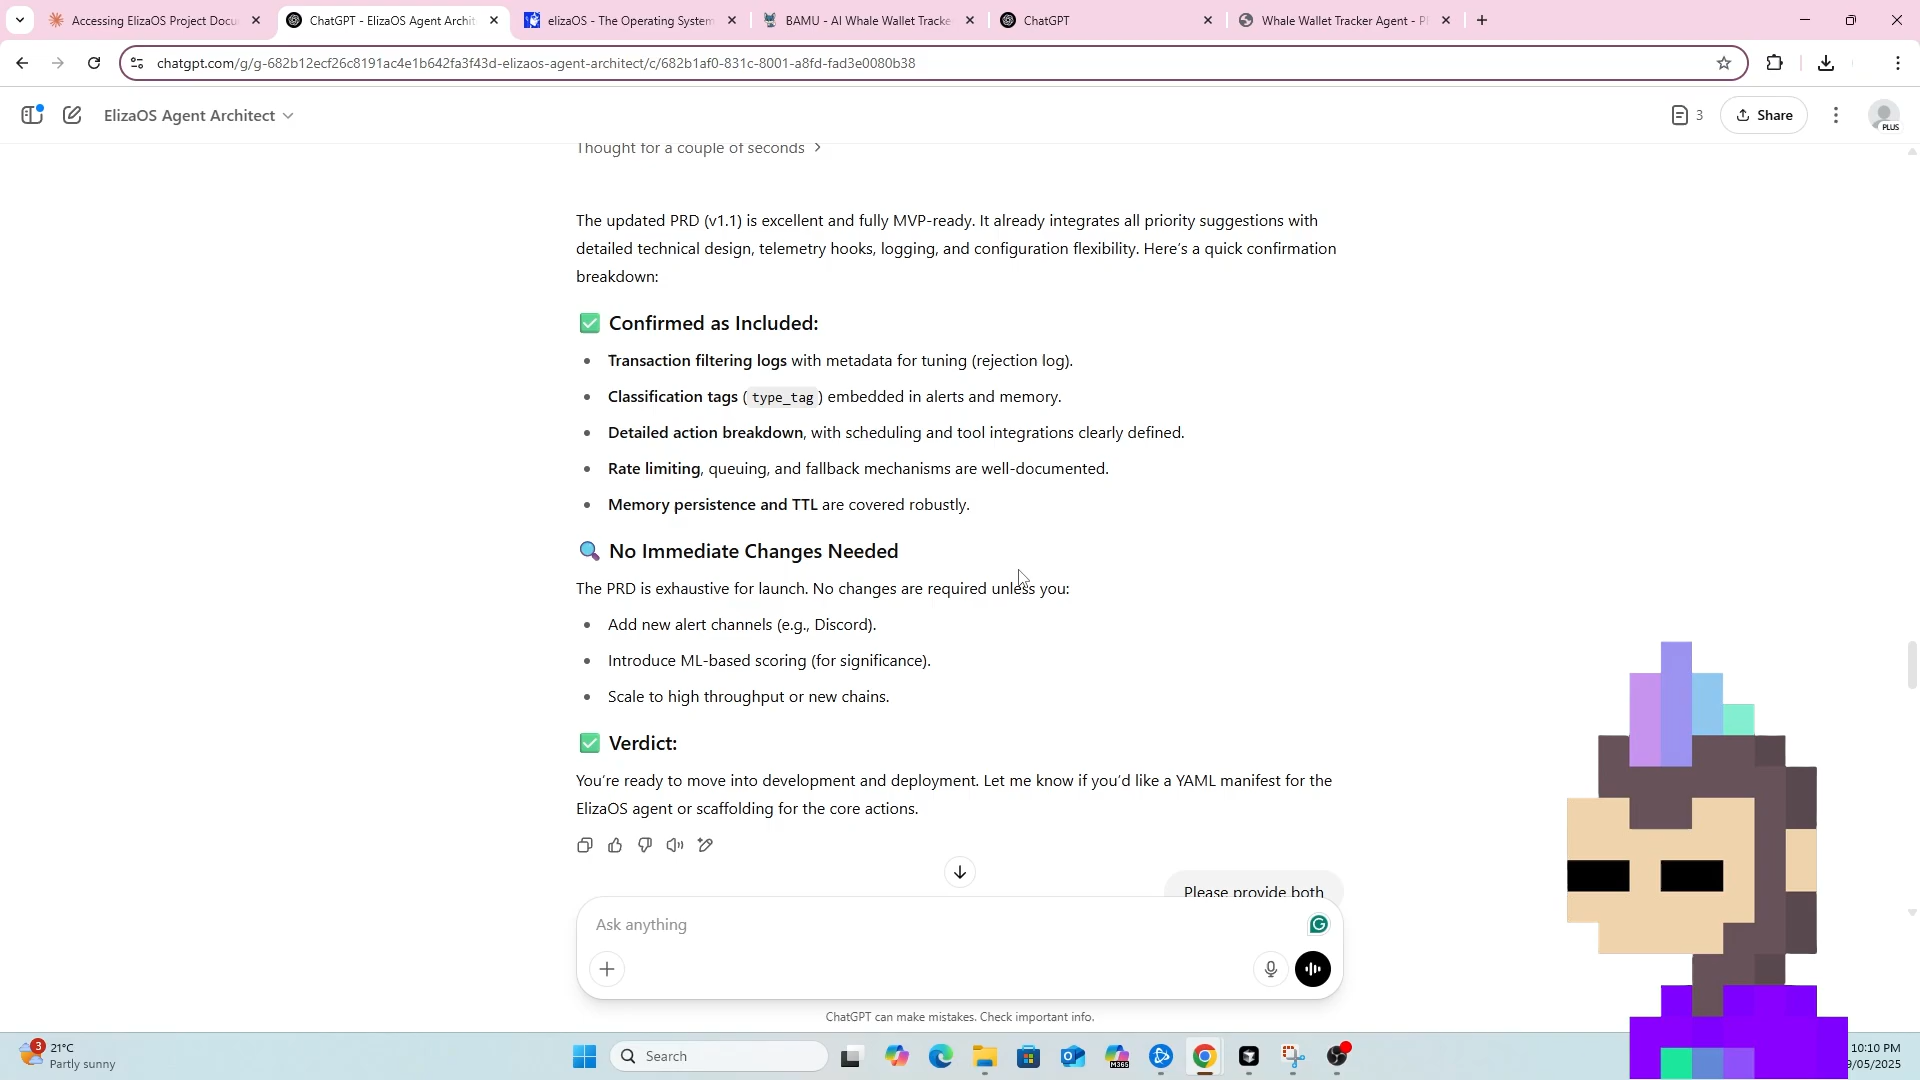 Accessing ElizaOS Project Docu
ChatGPT - ElizaOS Agent Archit
elizaOS - The Operating System
BAMU - AI Whale Wallet Tracke
ChatGPT
Whale Wallet Tracker Agent - P
chatgpt.com/g/g-682b12ecf26c8191ac4e1b642fa3f43d-elizaos-agent-architect/c/682b1af0-831c-8001-a8fd-fad3e0080b38
ElizaOS Agent Architect
3
Share
PLUS
Thought for a couple of seconds
The updated PRD (v1.1) is excellent and fully MVP-ready. It already integrates all priority suggestions with
detailed technical design, telemetry hooks, logging, and configuration flexibility. Here's a quick confirmation
breakdown:
✅ Confirmed as Included:
• Transaction filtering logs with metadata for tuning (rejection log).
• Classification tags (type_tag) embedded in alerts and memory.
• Detailed action breakdown, with scheduling and tool integrations clearly defined.
• Rate limiting, queuing, and fallback mechanisms are well-documented.
• Memory persistence and TTL are covered robustly.
🔍 No Immediate Changes Needed
The PRD is exhaustive for launch. No changes are required unless you:
• Add new alert channels (e.g., Discord).
• Introduce ML-based scoring (for significance).
• Scale to high throughput or new chains.
✅ Verdict:
You're ready to move into development and deployment. Let me know if you'd like a YAML manifest for the
ElizaOS agent or scaffolding for the core actions.
Please provide both
Ask anything
ChatGPT can make mistakes. Check important info.
3
21°C
Partly sunny
Search
M365
10:10 PM
9/05/2025